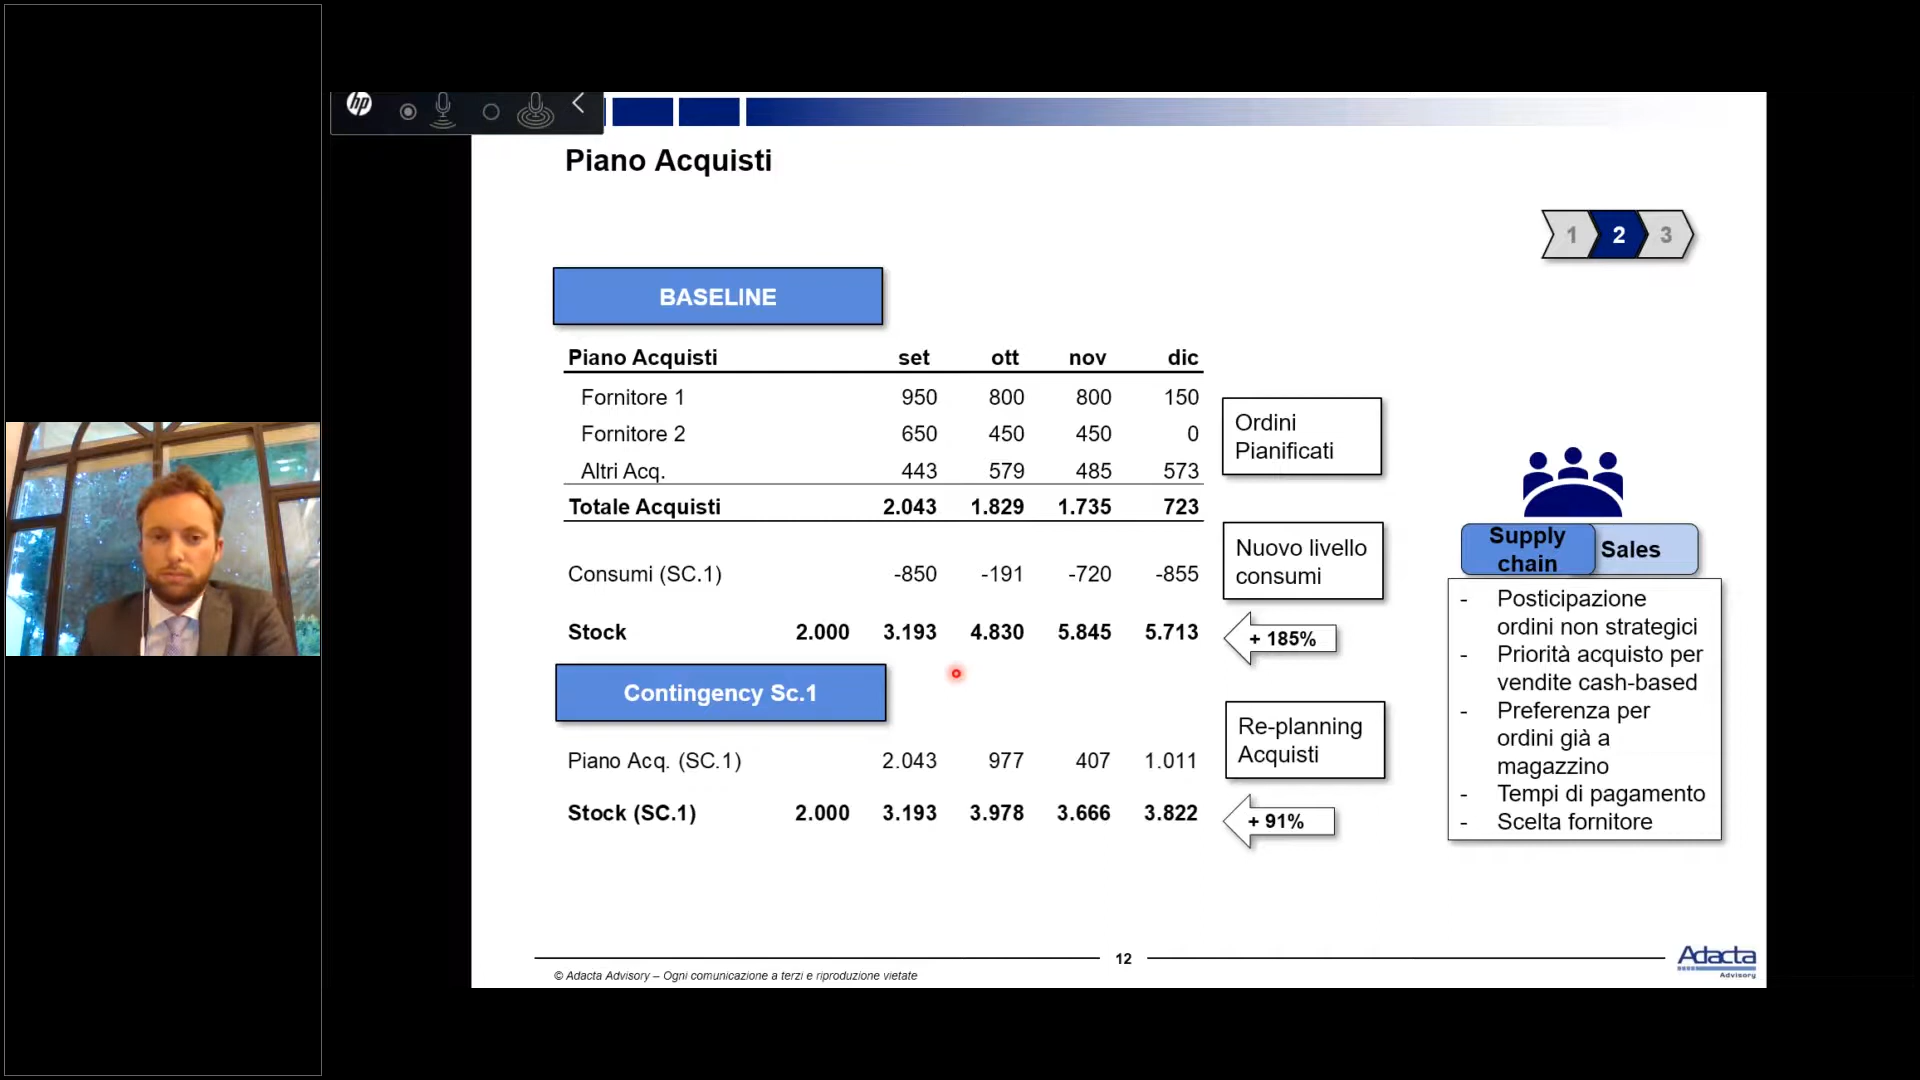 hp
Piano Acquisti
1 2 3
BASELINE
Piano Acquisti set ott nov dic
Fornitore 1 950 800 800 150
Fornitore 2 650 450 450 0
Altri Acq. 443 579 485 573
Totale Acquisti 2.043 1.829 1.735 723
Ordini
Pianificati
Consumi (SC.1) -850 -191 -720 -855
Nuovo livello
consumi
Stock 2.000 3.193 4.830 5.845 5.713
+ 185%
Contingency Sc.1
Piano Acq. (SC.1) 2.043 977 407 1.011
Re-planning
Acquisti
Stock (SC.1) 2.000 3.193 3.978 3.666 3.822
+ 91%
Supply
chain
Sales
- Posticipazione
ordini non strategici
- Priorità acquisto per
vendite cash-based
- Preferenza per
ordini già a
magazzino
- Tempi di pagamento
- Scelta fornitore
12
© Adacta Advisory – Ogni comunicazione a terzi e riproduzione vietate
Adacta
Advisory